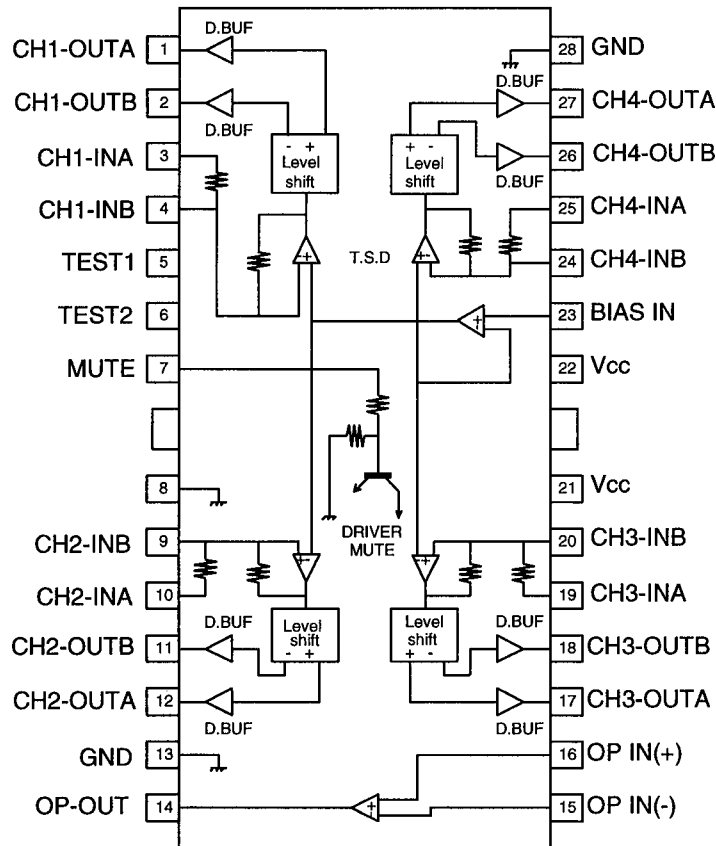 CH1-OUTA 1 D.BUF
CH1-OUTB 2 D.BUF
CH1-INA 3
CH1-INB 4
TEST1 5
TEST2 6
MUTE 7
8
CH2-INB 9
CH2-INA 10
CH2-OUTB 11 D.BUF
CH2-OUTA 12 D.BUF
GND 13
OP-OUT 14
- +
Level
shift
+ -
Level
shift
+-
T.S.D
+-
+
DRIVER
MUTE
+-
+-
Level
shift
- +
Level
shift
+ -
+
28 GND
D.BUF 27 CH4-OUTA
26 CH4-OUTB
D.BUF
25 CH4-INA
24 CH4-INB
23 BIAS IN
22 Vcc
21 Vcc
20 CH3-INB
19 CH3-INA
D.BUF
18 CH3-OUTB
17 CH3-OUTA
D.BUF
16 OP IN(+)
15 OP IN(-)